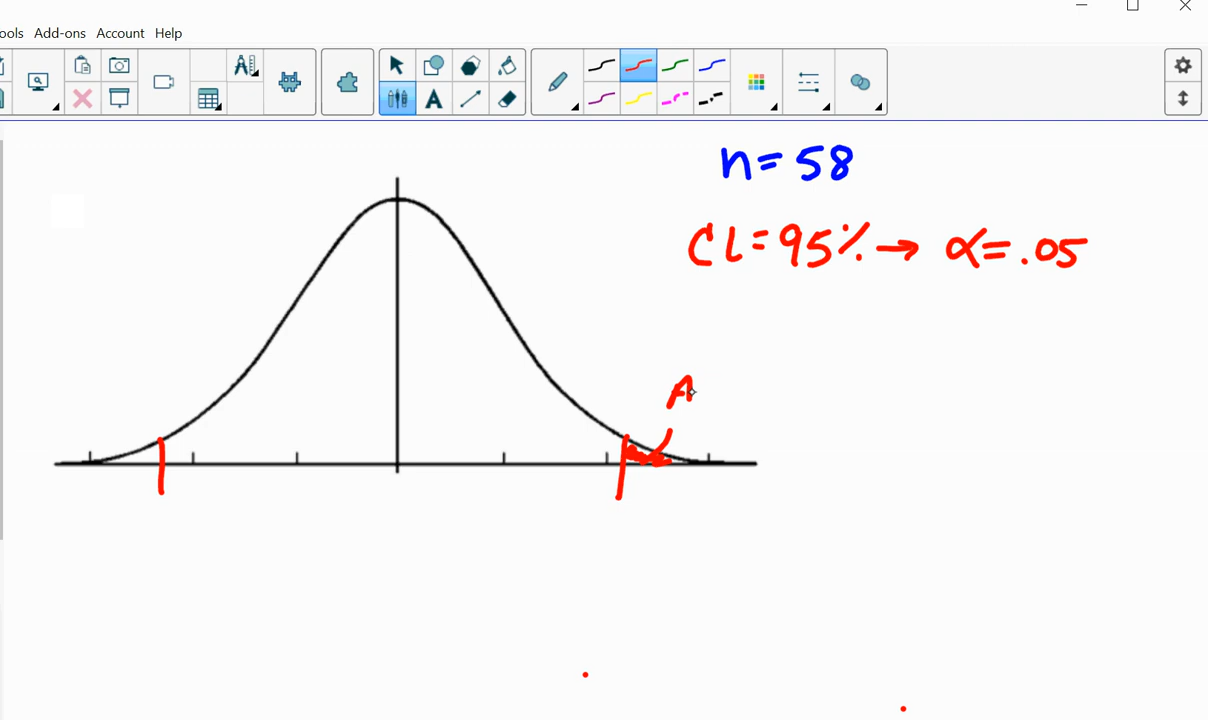 ools Add-ons Account Help
n = 58
CL = 95% → α = .05
A